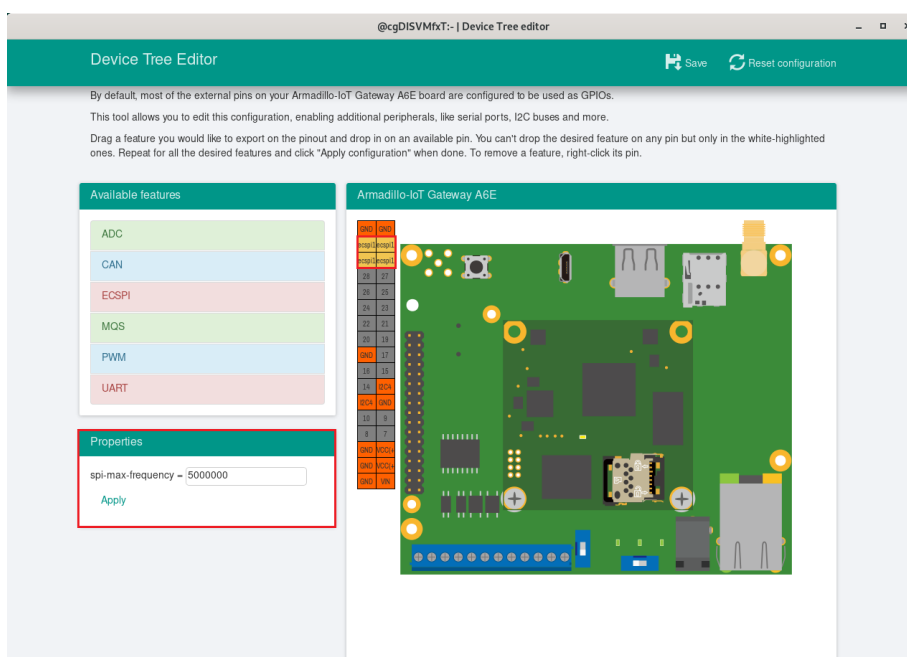 @cgDISVMfxT:- | Device Tree editor
Device Tree Editor
Save
Reset configuration
By default, most of the external pins on your Armadillo-IoT Gateway A6E board are configured to be used as GPIOs.
This tool allows you to edit this configuration, enabling additional peripherals, like serial ports, I2C buses and more.
Drag a feature you would like to export on the pinout and drop in on an available pin. You can't drop the desired feature on any pin but only in the white-highlighted
ones. Repeat for all the desired features and click "Apply configuration" when done. To remove a feature, right-click its pin.
Available features
ADC
CAN
ECSPI
MQS
PWM
UART
Properties
spi-max-frequency = 5000000
Apply
Armadillo-IoT Gateway A6E
GND GND
ecspi1 ecspi1
ecspi1 ecspi1
28 27
26 25
24 23
22 21
20 19
GND 17
16 15
14 I2C4
I2C4 GND
10 9
8 7
GND VCC(+
GND VCC(+
GND VIN